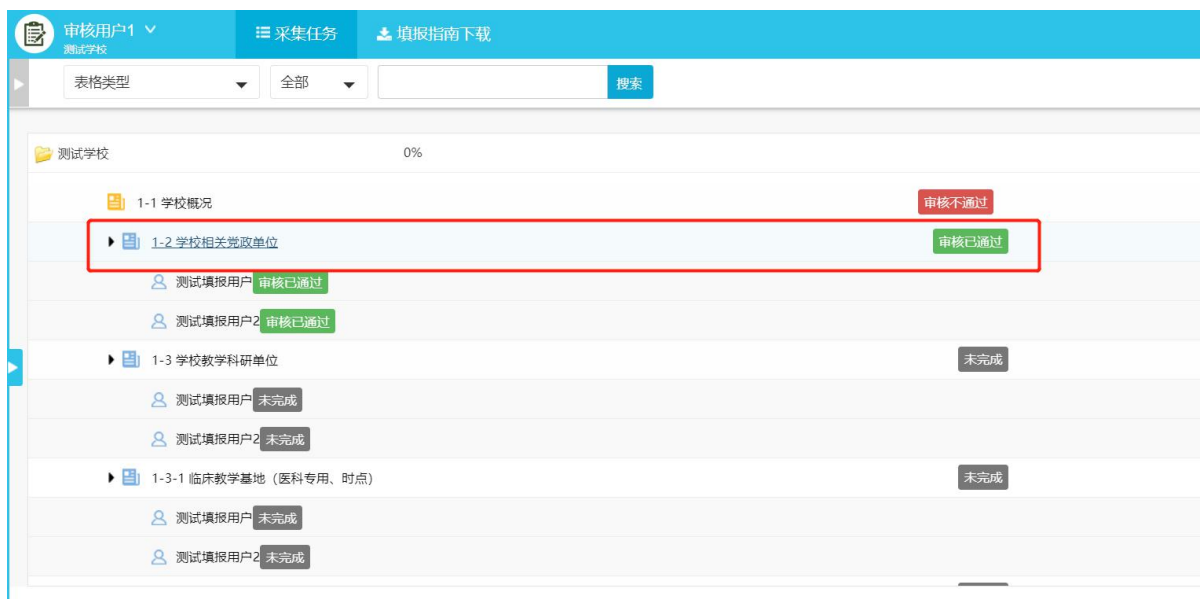 审核用户1
测试学校
采集任务
填报指南下载
表格类型
全部
搜索
测试学校 0%
1-1 学校概况 审核不通过
1-2 学校相关党政单位 审核已通过
测试填报用户 审核已通过
测试填报用户2 审核已通过
1-3 学校教学科研单位 未完成
测试填报用户 未完成
测试填报用户2 未完成
1-3-1 临床教学基地（医科专用、时点） 未完成
测试填报用户 未完成
测试填报用户2 未完成